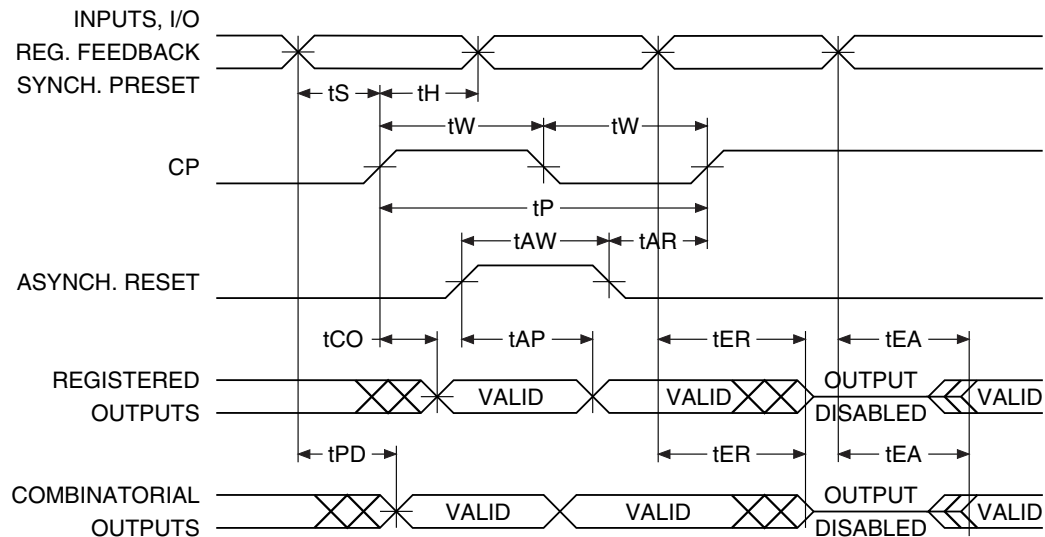 INPUTS, I/O
REG. FEEDBACK
SYNCH. PRESET
tS
tH
tW
tW
CP
tP
tAW
tAR
ASYNCH. RESET
tCO
tAP
tER
tEA
REGISTERED
OUTPUTS
VALID
VALID
OUTPUT
DISABLED
VALID
tPD
tER
tEA
COMBINATORIAL
OUTPUTS
VALID
VALID
OUTPUT
DISABLED
VALID